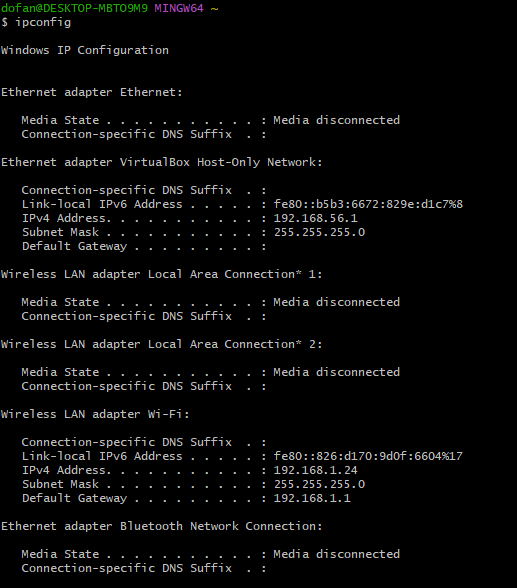 dofan@DESKTOP-MBTO9M9 MINGW64 ~
$ ipconfig
Windows IP Configuration
Ethernet adapter Ethernet:
Media State . . . . . . . . . . . : Media disconnected
Connection-specific DNS Suffix  . :
Ethernet adapter VirtualBox Host-Only Network:
Connection-specific DNS Suffix  . :
Link-local IPv6 Address . . . . . : fe80::b5b3:6672:829e:d1c7%8
IPv4 Address. . . . . . . . . . . : 192.168.56.1
Subnet Mask . . . . . . . . . . . : 255.255.255.0
Default Gateway . . . . . . . . . :
Wireless LAN adapter Local Area Connection* 1:
Media State . . . . . . . . . . . : Media disconnected
Connection-specific DNS Suffix  . :
Wireless LAN adapter Local Area Connection* 2:
Media State . . . . . . . . . . . : Media disconnected
Connection-specific DNS Suffix  . :
Wireless LAN adapter Wi-Fi:
Connection-specific DNS Suffix  . :
Link-local IPv6 Address . . . . . : fe80::826:d170:9d0f:6604%17
IPv4 Address. . . . . . . . . . . : 192.168.1.24
Subnet Mask . . . . . . . . . . . : 255.255.255.0
Default Gateway . . . . . . . . . : 192.168.1.1
Ethernet adapter Bluetooth Network Connection:
Media State . . . . . . . . . . . : Media disconnected
Connection-specific DNS Suffix  . :